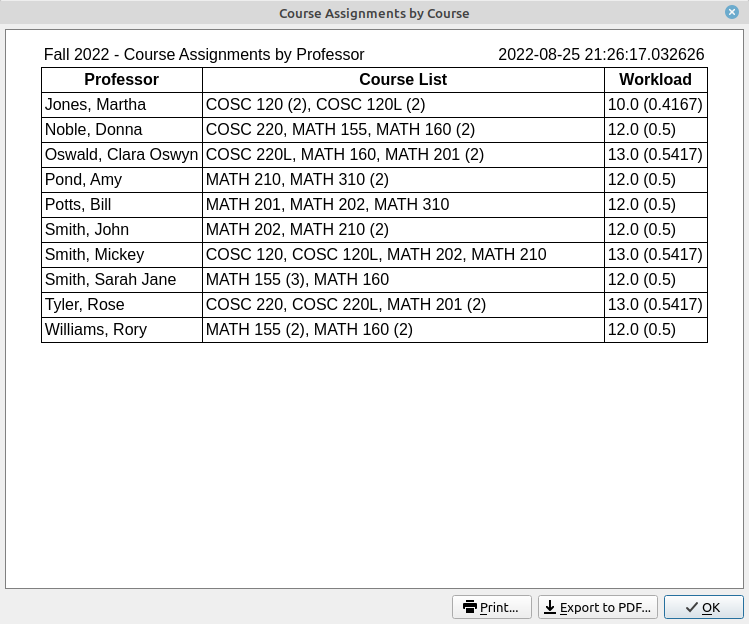 Course Assignments by Course
Fall 2022 - Course Assignments by Professor 2022-08-25 21:26:17.032626
Professor Course List Workload
Jones, Martha COSC 120 (2), COSC 120L (2) 10.0 (0.4167)
Noble, Donna COSC 220, MATH 155, MATH 160 (2) 12.0 (0.5)
Oswald, Clara Oswyn COSC 220L, MATH 160, MATH 201 (2) 13.0 (0.5417)
Pond, Amy MATH 210, MATH 310 (2) 12.0 (0.5)
Potts, Bill MATH 201, MATH 202, MATH 310 12.0 (0.5)
Smith, John MATH 202, MATH 210 (2) 12.0 (0.5)
Smith, Mickey COSC 120, COSC 120L, MATH 202, MATH 210 13.0 (0.5417)
Smith, Sarah Jane MATH 155 (3), MATH 160 12.0 (0.5)
Tyler, Rose COSC 220, COSC 220L, MATH 201 (2) 13.0 (0.5417)
Williams, Rory MATH 155 (2), MATH 160 (2) 12.0 (0.5)
Print... Export to PDF... OK